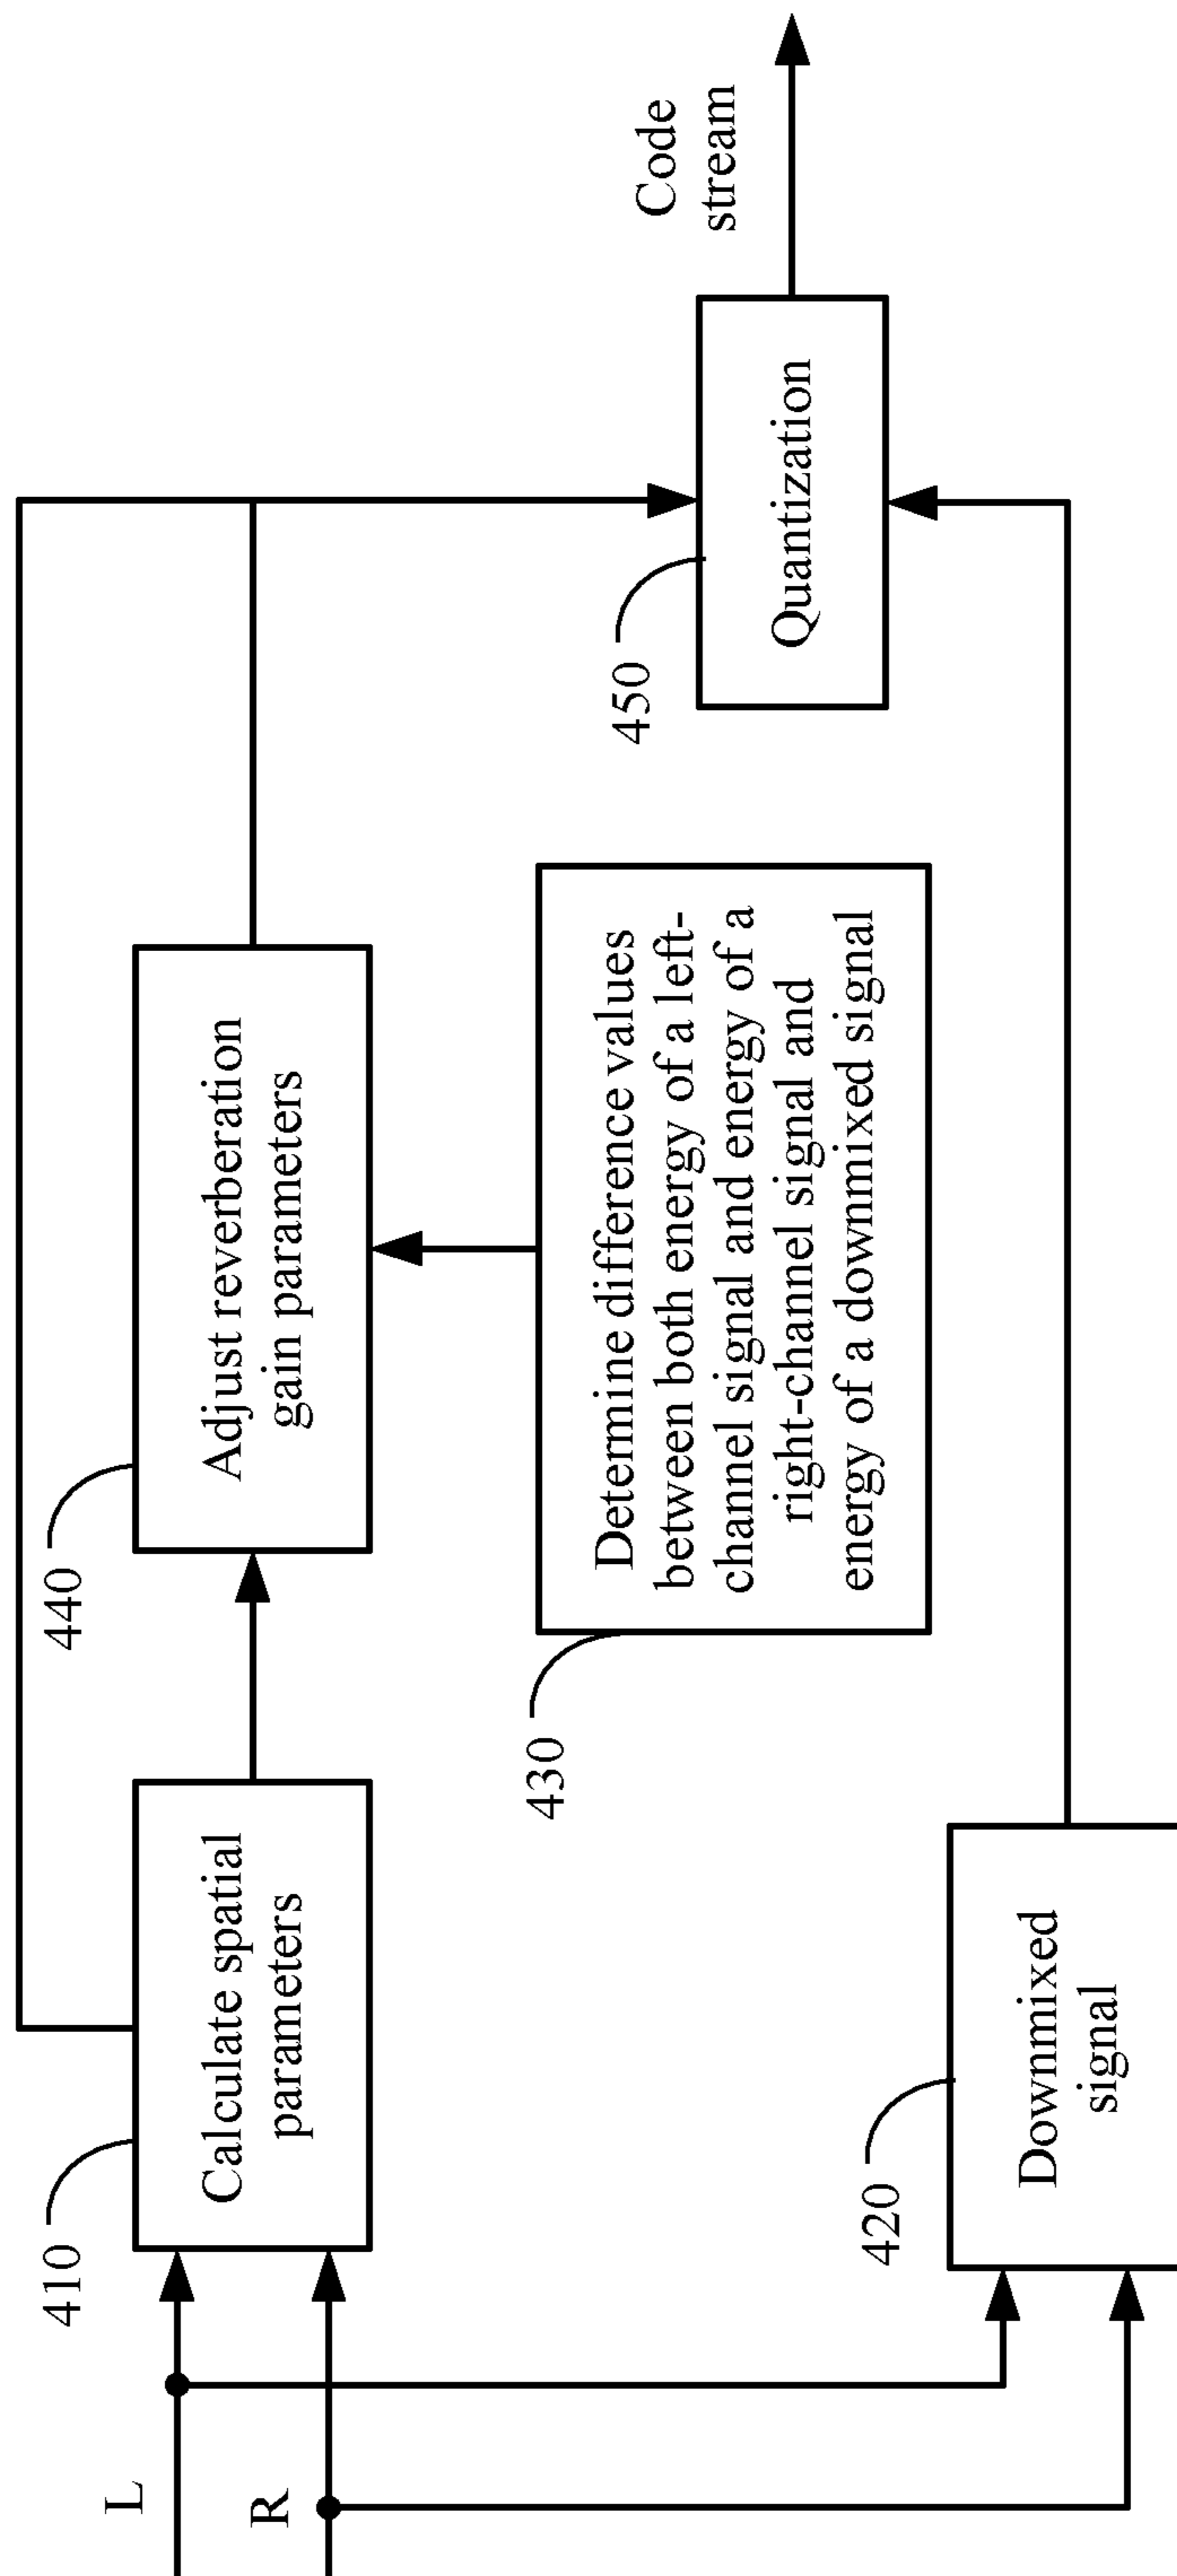 L
R
410
Calculate spatial
parameters
440
Adjust reverberation
gain parameters
430
Determine difference values
between both energy of a left-
channel signal and energy of a
right-channel signal and
energy of a downmixed signal
420
Downmixed
signal
450
Quantization
Code
stream